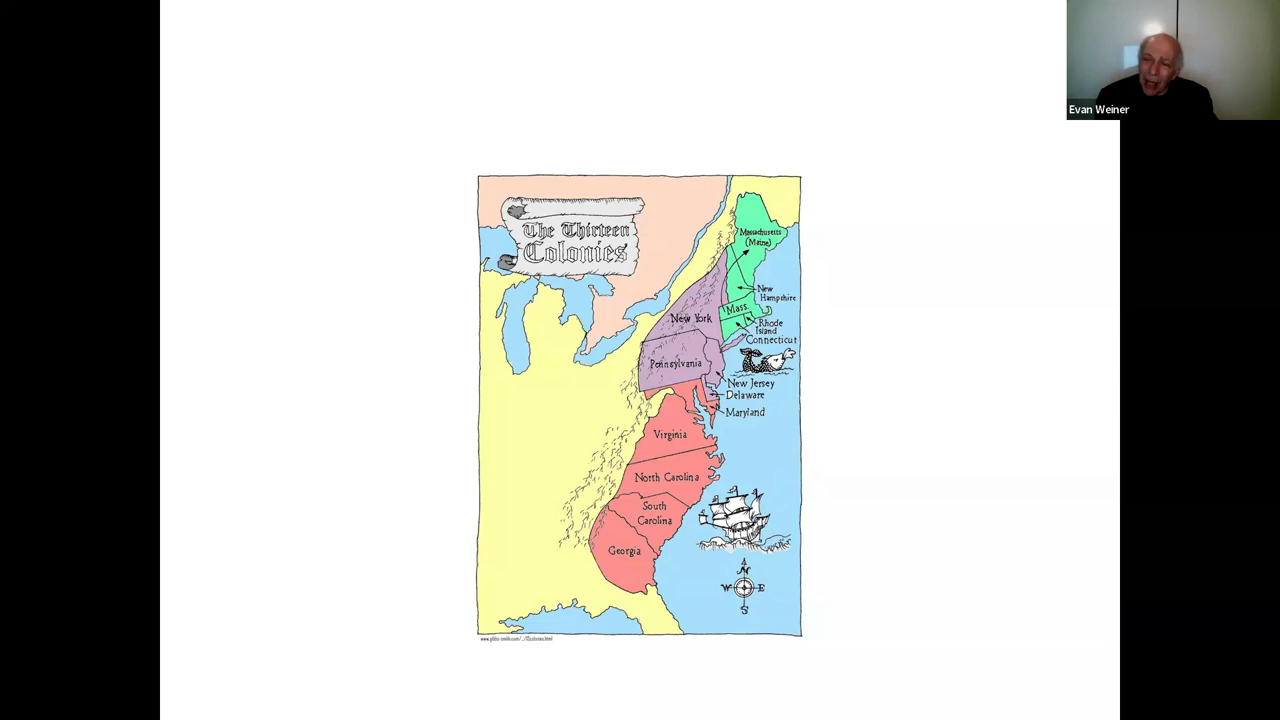 Evan Weiner
The Thirteen
Colonies
Massachusetts
(Maine)
New
Hampshire
Mass.
New York
Rhode
Island
Connecticut
Pennsylvania
New Jersey
Delaware
Maryland
Virginia
North Carolina
South
Carolina
Georgia
N
W
E
S